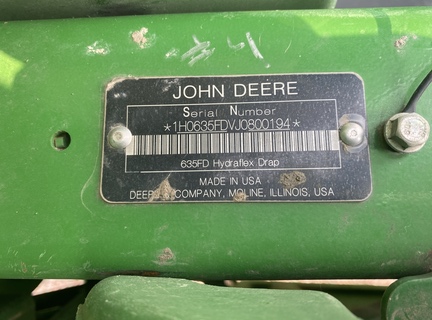 JOHN DEERE
Serial Number
*1H0635FDVJ0800194*
635FD Hydraflex Drap
MADE IN USA
DEERE & COMPANY, MOLINE, ILLINOIS, USA